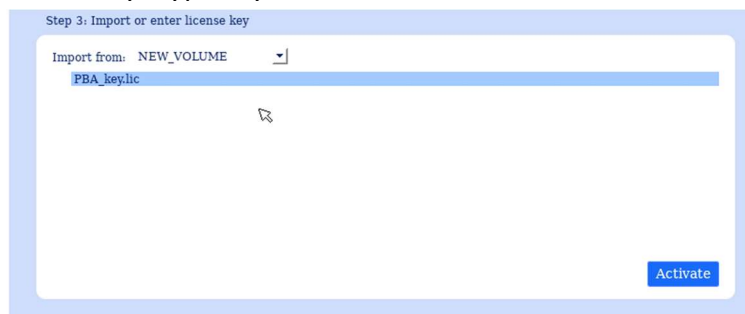 Step 3: Import or enter license key
Import from: NEW_VOLUME
PBA_key.lic
Activate